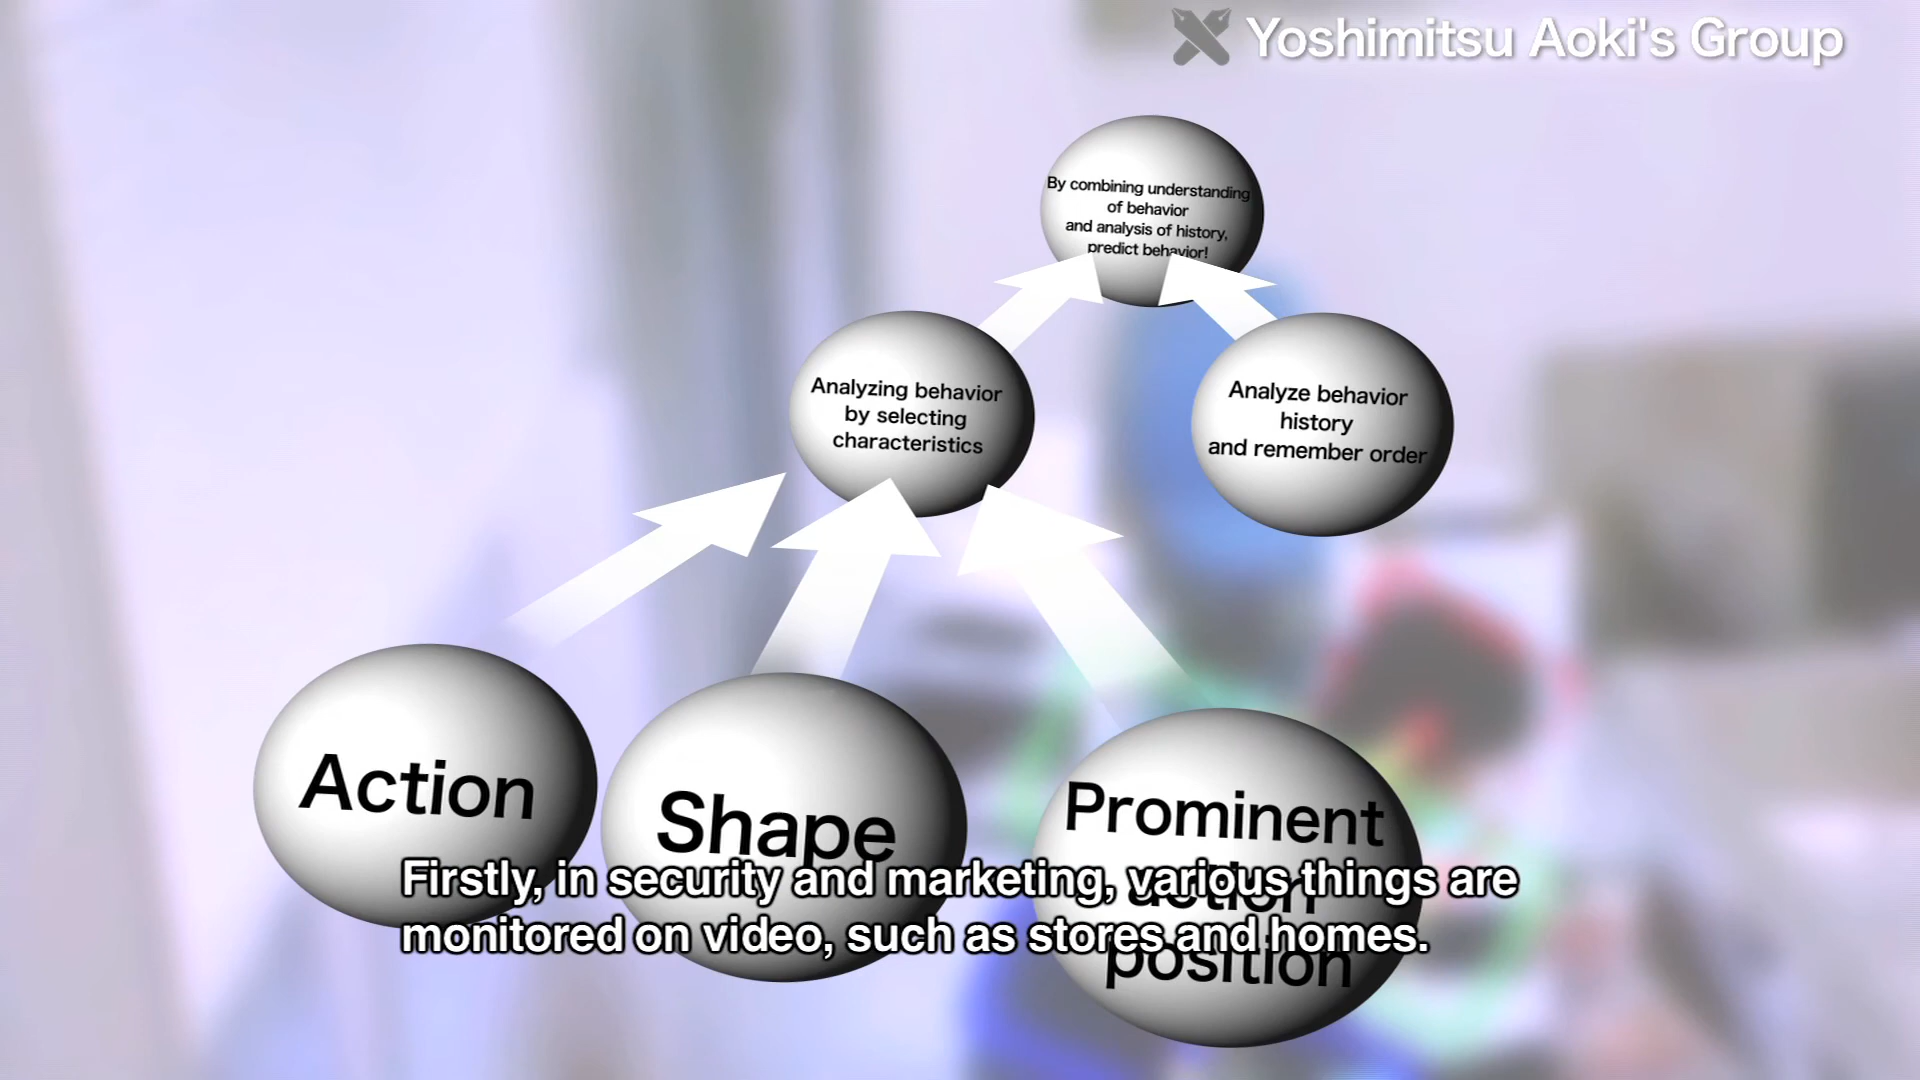 Yoshimitsu Aoki's Group
By combining understanding
of behavior
and analysis of history,
predict behavior!
Analyzing behavior
by selecting
characteristics
Analyze behavior
history
and remember order
Action
Shape
Prominent
action
position
Firstly, in security and marketing, various things are
monitored on video, such as stores and homes.